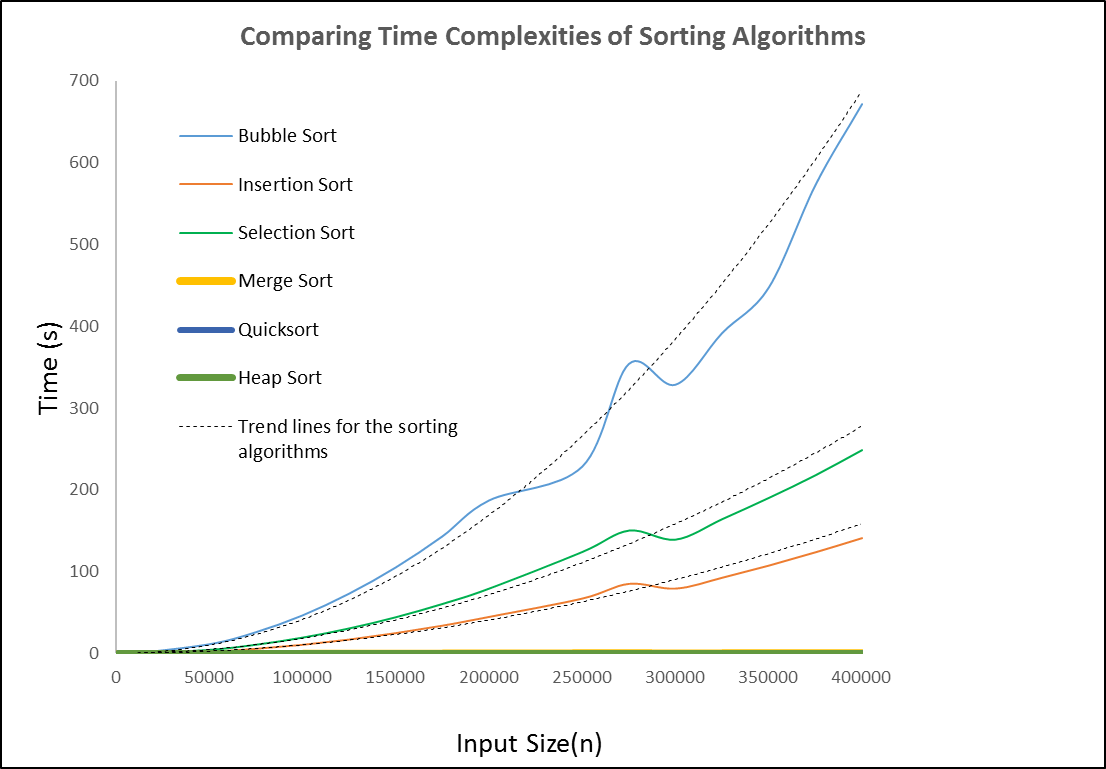 Comparing Time Complexities of Sorting Algorithms
700
600
500
400
300
200
100
0
Time (s)
Bubble Sort
Insertion Sort
Selection Sort
Merge Sort
Quicksort
Heap Sort
Trend lines for the sorting
algorithms
0 50000 100000 150000 200000 250000 300000 350000 400000
Input Size(n)